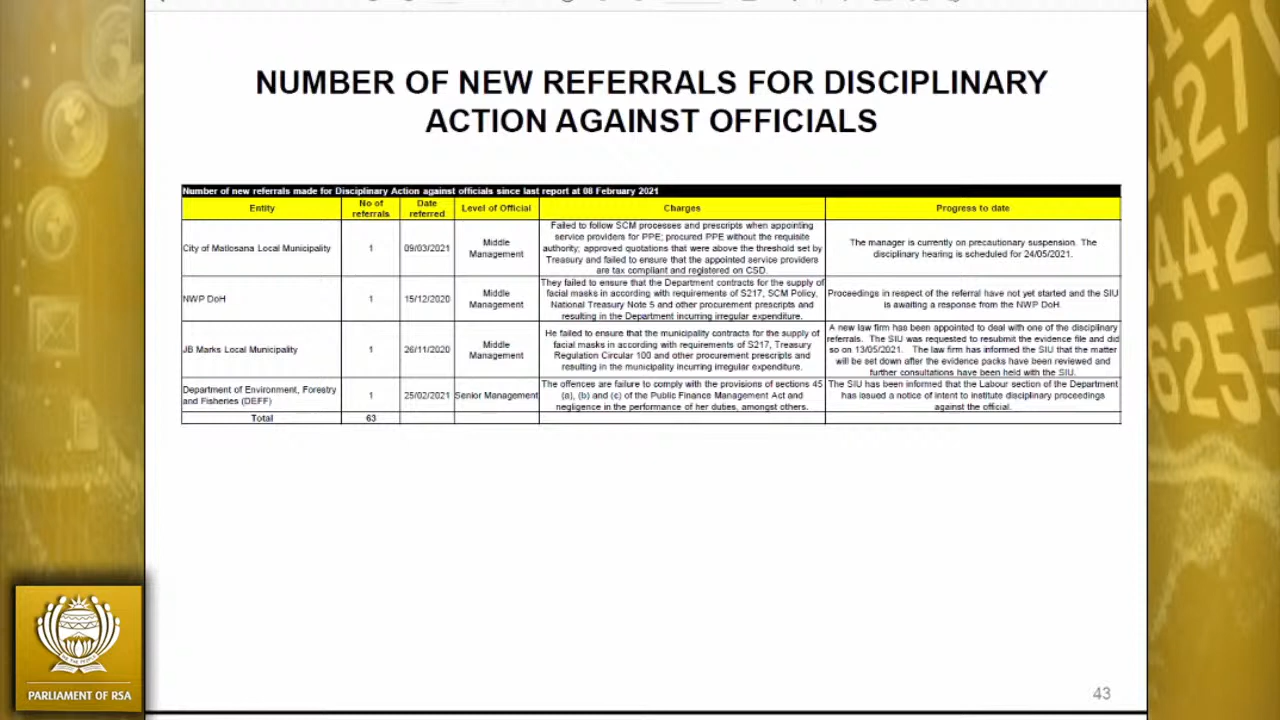 NUMBER OF NEW REFERRALS FOR DISCIPLINARY
ACTION AGAINST OFFICIALS
Number of new referrals made for Disciplinary Action against officials since last report at 08 February 2021
Entity
No of
referrals
Date
referred
Level of Official
Charges
Progress to date
City of Matlosana Local Municipality
1
09/03/2021
Middle
Management
Failed to follow SCM processes and prescripts when appointing
service providers for PPE; procured PPE without the requisite
authority; approved quotations that were above the threshold set by
Treasury and failed to ensure that the appointed service providers
are tax compliant and registered on CSD.
The manager is currently on precautionary suspension. The
disciplinary hearing is scheduled for 24/05/2021.
NWP DoH
1
15/12/2020
Middle
Management
They failed to ensure that the Department contracts for the supply of
facial masks in according with requirements of S217, SCM Policy,
National Treasury Note 5 and other procurement prescripts and
resulting in the Department incurring irregular expenditure.
Proceedings in respect of the referral have not yet started and the SIU
is awaiting a response from the NWP DoH.
JB Marks Local Municipality
1
26/11/2020
Middle
Management
He failed to ensure that the municipality contracts for the supply of
facial masks in according with requirements of S217, Treasury
Regulation Circular 100 and other procurement prescripts and
resulting in the municipality incurring irregular expenditure.
A new law firm has been appointed to deal with one of the disciplinary
referrals. The SIU was requested to resubmit the evidence file and did
so on 13/05/2021. The law firm has informed the SIU that the matter
will be set down after the evidence packs have been reviewed and
further consultations have been held with the SIU.
Department of Environment, Forestry
and Fisheries (DEFF)
1
25/02/2021
Senior Management
The offences are failure to comply with the provisions of sections 45
(a), (b) and (c) of the Public Finance Management Act and
negligence in the performance of her duties, amongst others.
The SIU has been informed that the Labour section of the Department
has issued a notice of intent to institute disciplinary proceedings
against the official.
Total
63
43
PARLIAMENT OF RSA